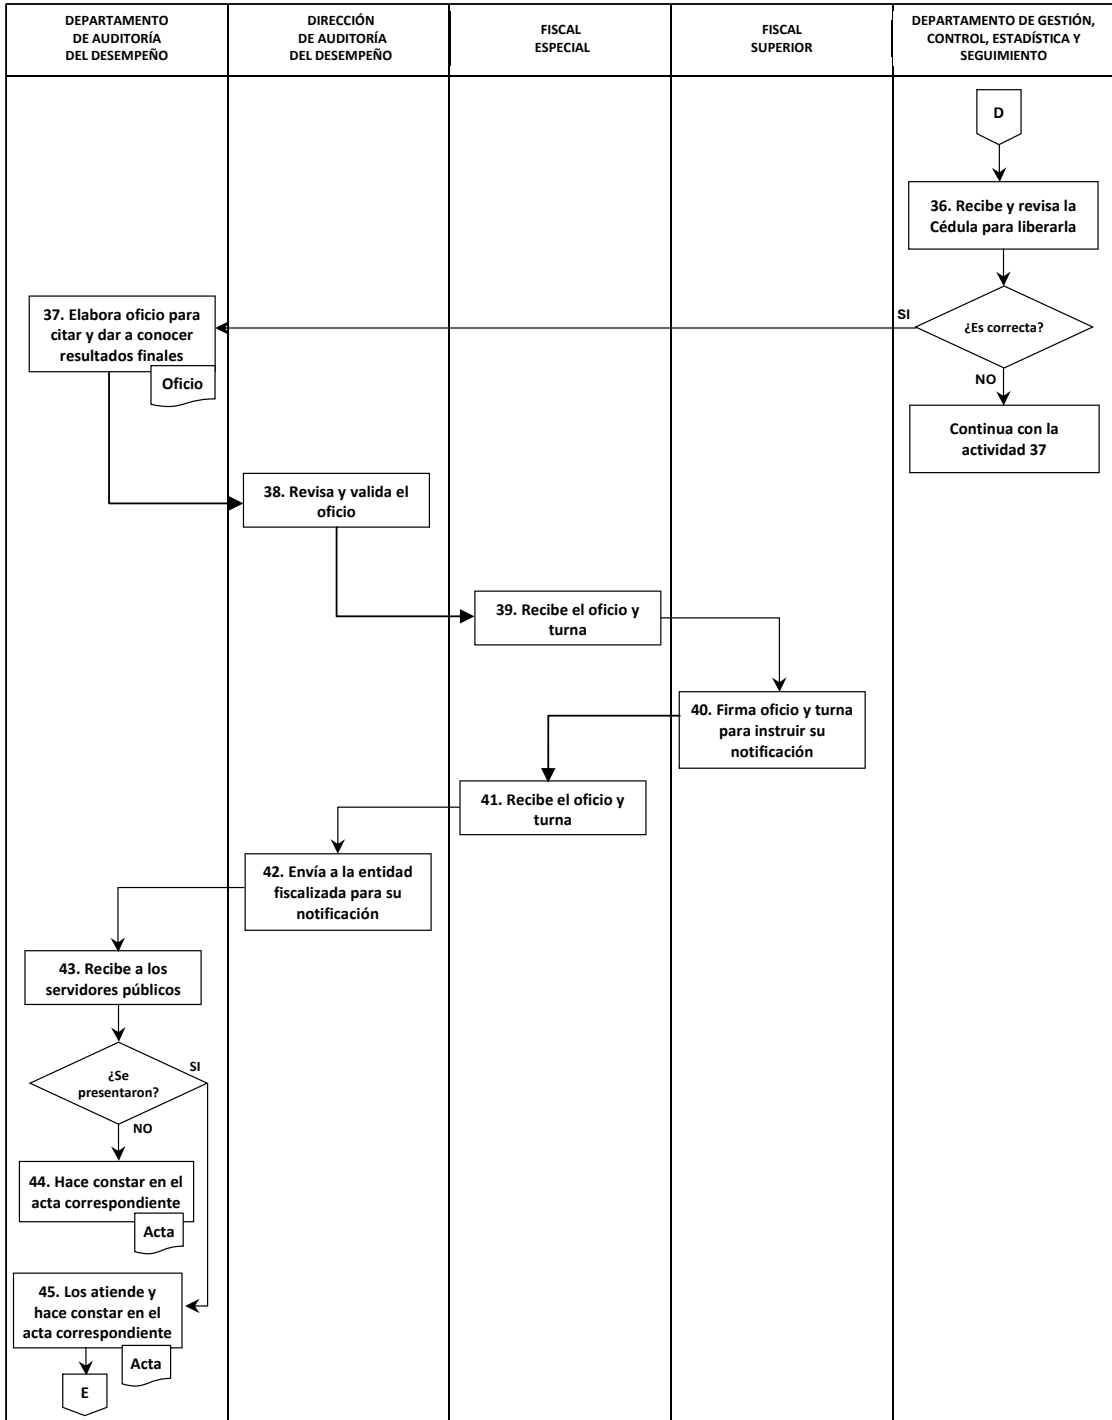 DEPARTAMENTO
DE AUDITORÍA
DEL DESEMPEÑO
DIRECCIÓN
DE AUDITORÍA
DEL DESEMPEÑO
FISCAL
ESPECIAL
FISCAL
SUPERIOR
DEPARTAMENTO DE GESTIÓN,
CONTROL, ESTADÍSTICA Y
SEGUIMIENTO
D
36. Recibe y revisa la
Cédula para liberarla
¿Es correcta?
SI
NO
Continua con la
actividad 37
37. Elabora oficio para
citar y dar a conocer
resultados finales
Oficio
38. Revisa y valida el
oficio
39. Recibe el oficio y
turna
40. Firma oficio y turna
para instruir su
notificación
41. Recibe el oficio y
turna
42. Envía a la entidad
fiscalizada para su
notificación
43. Recibe a los
servidores públicos
¿Se
presentaron?
SI
NO
44. Hace constar en el
acta correspondiente
Acta
45. Los atiende y
hace constar en el
acta correspondiente
Acta
E